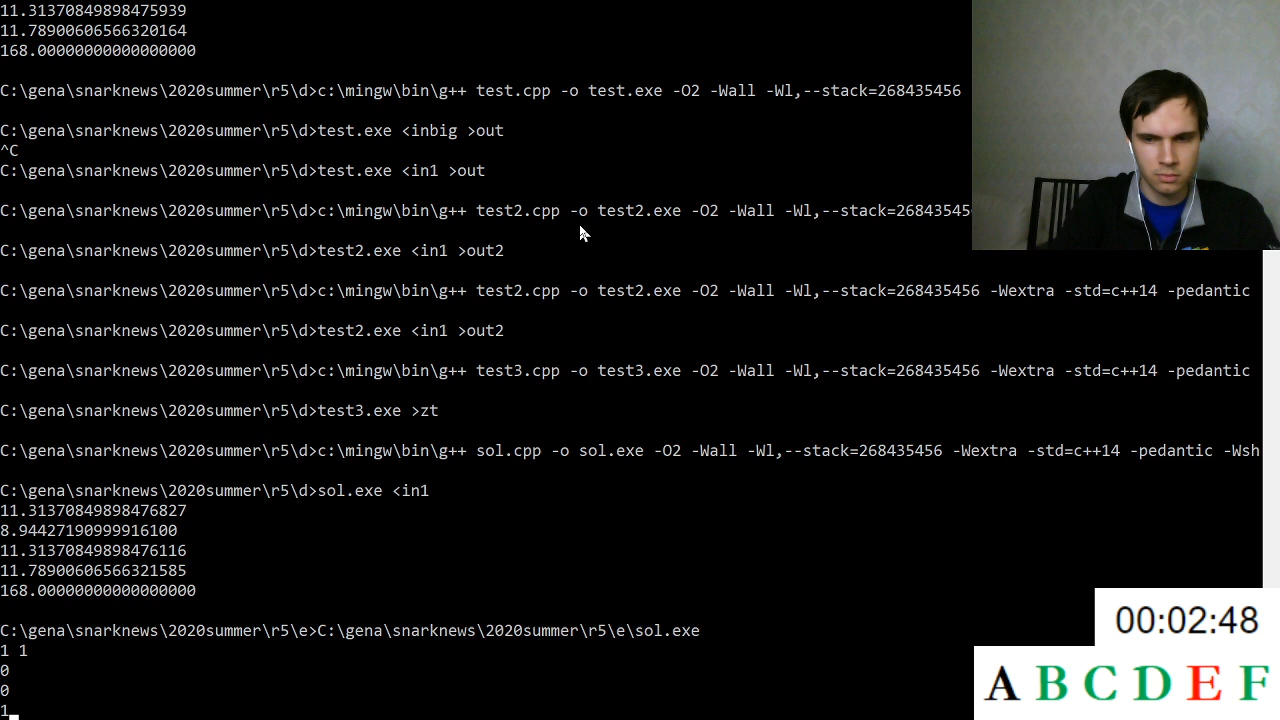 11.31370849898475939
11.78900606566320164
168.00000000000000000
C:\gena\snarknews\2020summer\r5\d>c:\mingw\bin\g++ test.cpp -o test.exe -O2 -Wall -Wl,--stack=268435456
C:\gena\snarknews\2020summer\r5\d>test.exe <inbig >out
^C
C:\gena\snarknews\2020summer\r5\d>test.exe <in1 >out
C:\gena\snarknews\2020summer\r5\d>c:\mingw\bin\g++ test2.cpp -o test2.exe -O2 -Wall -Wl,--stack=26843545
C:\gena\snarknews\2020summer\r5\d>test2.exe <in1 >out2
C:\gena\snarknews\2020summer\r5\d>c:\mingw\bin\g++ test2.cpp -o test2.exe -O2 -Wall -Wl,--stack=268435456 -Wextra -std=c++14 -pedantic
C:\gena\snarknews\2020summer\r5\d>test2.exe <in1 >out2
C:\gena\snarknews\2020summer\r5\d>c:\mingw\bin\g++ test3.cpp -o test3.exe -O2 -Wall -Wl,--stack=268435456 -Wextra -std=c++14 -pedantic
C:\gena\snarknews\2020summer\r5\d>test3.exe >zt
C:\gena\snarknews\2020summer\r5\d>c:\mingw\bin\g++ sol.cpp -o sol.exe -O2 -Wall -Wl,--stack=268435456 -Wextra -std=c++14 -pedantic -Wsh
C:\gena\snarknews\2020summer\r5\d>sol.exe <in1
11.31370849898476827
8.94427190999916100
11.31370849898476116
11.78900606566321585
168.00000000000000000
C:\gena\snarknews\2020summer\r5\e>C:\gena\snarknews\2020summer\r5\e\sol.exe
1 1
0
0
1
00:02:48
A B C D E F